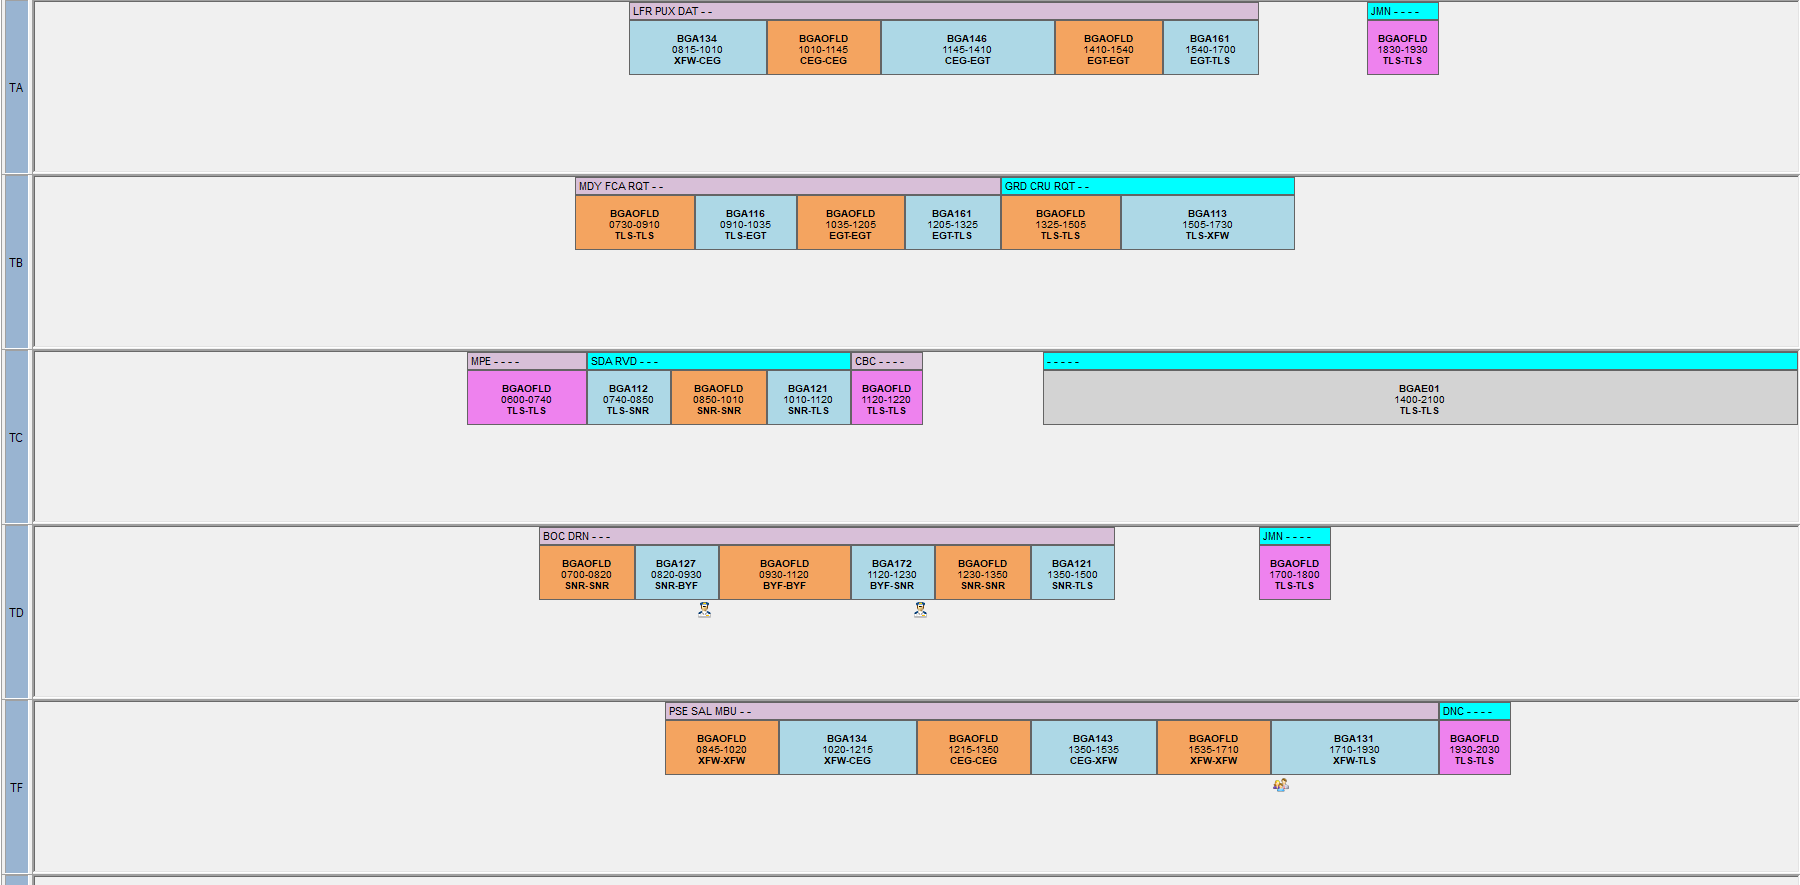 TA
LFR PUX DAT - -
BGA134
0815-1010
XFW-CEG
BGAOFLD
1010-1145
CEG-CEG
BGA146
1145-1410
CEG-EGT
BGAOFLD
1410-1540
EGT-EGT
BGA161
1540-1700
EGT-TLS
JMN - - - -
BGAOFLD
1830-1930
TLS-TLS
TB
MDY FCA RQT - -
BGAOFLD
0730-0910
TLS-TLS
BGA116
0910-1035
TLS-EGT
BGAOFLD
1035-1205
EGT-EGT
BGA161
1205-1325
EGT-TLS
GRD CRU RQT - -
BGAOFLD
1325-1505
TLS-TLS
BGA113
1505-1730
TLS-XFW
TC
MPE - - - -
BGAOFLD
0600-0740
TLS-TLS
SDA RVD - - -
BGA112
0740-0850
TLS-SNR
BGAOFLD
0850-1010
SNR-SNR
BGA121
1010-1120
SNR-TLS
CBC - - - -
BGAOFLD
1120-1220
TLS-TLS
- - - - -
BGAE01
1400-2100
TLS-TLS
TD
BOC DRN - - -
BGAOFLD
0700-0820
SNR-SNR
BGA127
0820-0930
SNR-BYF
BGAOFLD
0930-1120
BYF-BYF
BGA172
1120-1230
BYF-SNR
BGAOFLD
1230-1350
SNR-SNR
BGA121
1350-1500
SNR-TLS
JMN - - - -
BGAOFLD
1700-1800
TLS-TLS
TF
PSE SAL MBU - -
BGAOFLD
0845-1020
XFW-XFW
BGA134
1020-1215
XFW-CEG
BGAOFLD
1215-1350
CEG-CEG
BGA143
1350-1535
CEG-XFW
BGAOFLD
1535-1710
XFW-XFW
BGA131
1710-1930
XFW-TLS
DNC - - - -
BGAOFLD
1930-2030
TLS-TLS